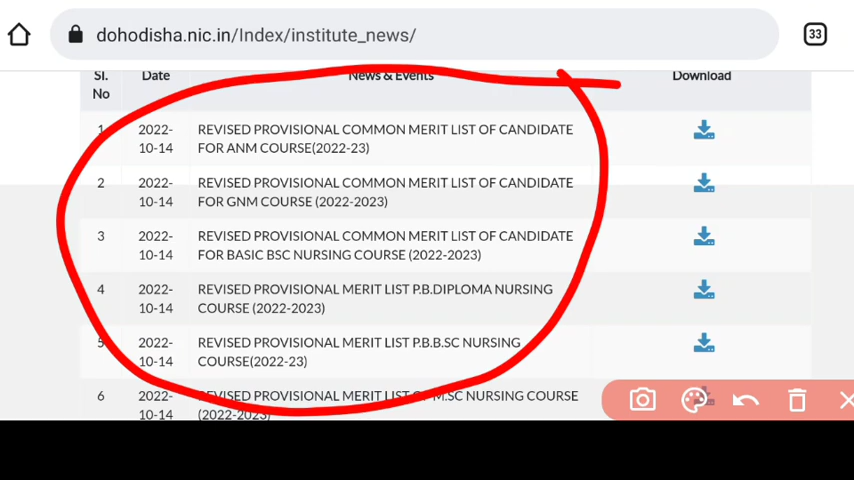 dohodisha.nic.in/Index/institute_news/
33
Sl. No
Date
News & Events
Download
1
2022-10-14
REVISED PROVISIONAL COMMON MERIT LIST OF CANDIDATE
FOR ANM COURSE(2022-23)
2
2022-10-14
REVISED PROVISIONAL COMMON MERIT LIST OF CANDIDATE
FOR GNM COURSE (2022-2023)
3
2022-10-14
REVISED PROVISIONAL COMMON MERIT LIST OF CANDIDATE
FOR BASIC BSC NURSING COURSE (2022-2023)
4
2022-10-14
REVISED PROVISIONAL MERIT LIST P.B.DIPLOMA NURSING
COURSE (2022-2023)
5
2022-10-14
REVISED PROVISIONAL MERIT LIST P.B.B.SC NURSING
COURSE(2022-23)
6
2022-10-14
REVISED PROVISIONAL MERIT LIST OF M.SC NURSING COURSE
(2022-2023)